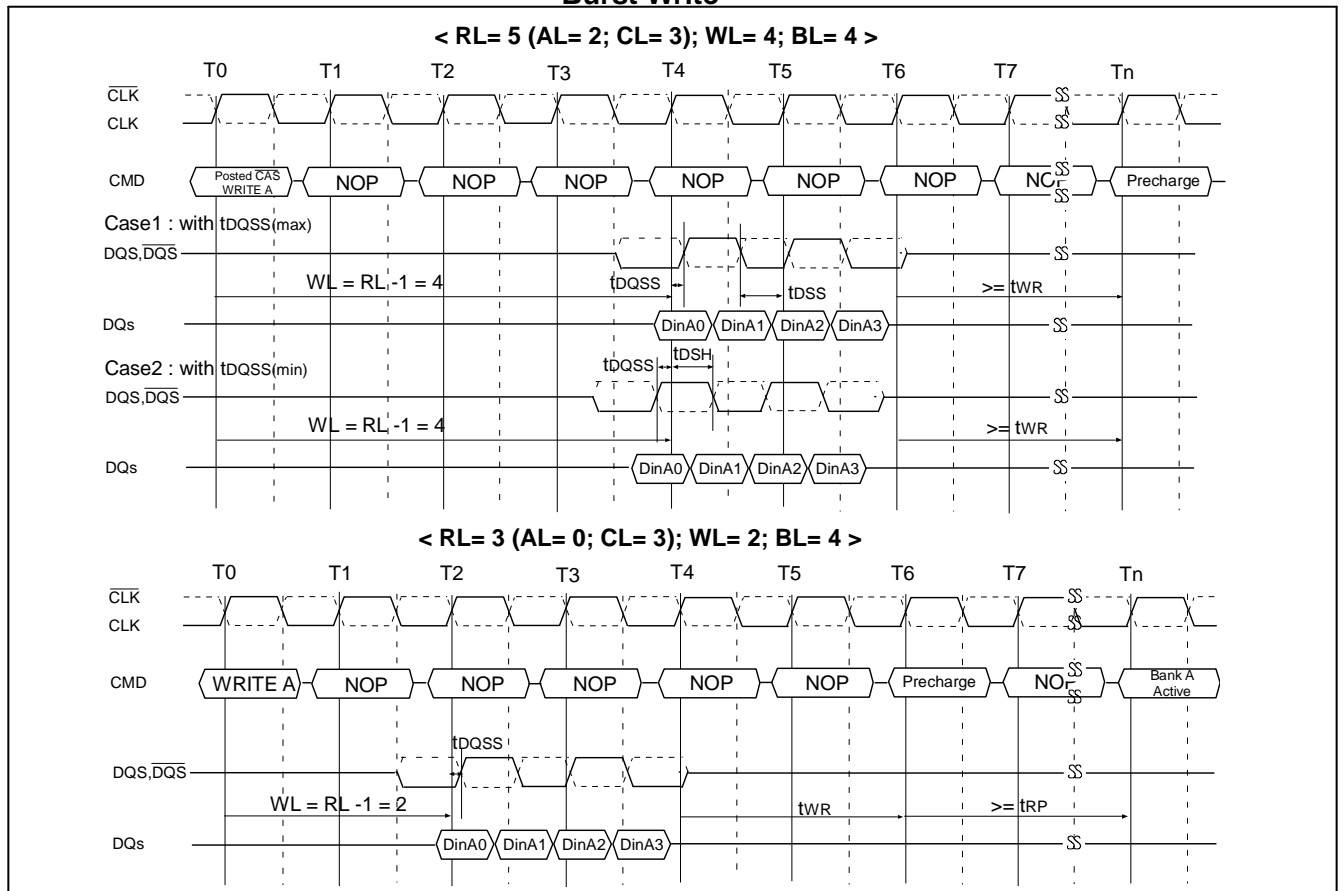 Burst Write
< RL= 5 (AL= 2; CL= 3); WL= 4; BL= 4 >
T0 T1 T2 T3 T4 T5 T6 T7 Tn
CLK
CLK
CMD Posted CAS WRITE A NOP NOP NOP NOP NOP NOP NOP Precharge
Case1 : with tDQSS(max)
DQS,DQS
WL = RL -1 = 4 tDQSS tDSS >= tWR
DQs DinA0 DinA1 DinA2 DinA3
Case2 : with tDQSS(min) tDQSS tDSH
DQS,DQS
WL = RL -1 = 4 >= tWR
DQs DinA0 DinA1 DinA2 DinA3
< RL= 3 (AL= 0; CL= 3); WL= 2; BL= 4 >
T0 T1 T2 T3 T4 T5 T6 T7 Tn
CLK
CLK
CMD WRITE A NOP NOP NOP NOP NOP Precharge NOP Bank A Active
tDQSS
DQS,DQS
WL = RL -1 = 2 tWR >= tRP
DQs DinA0 DinA1 DinA2 DinA3